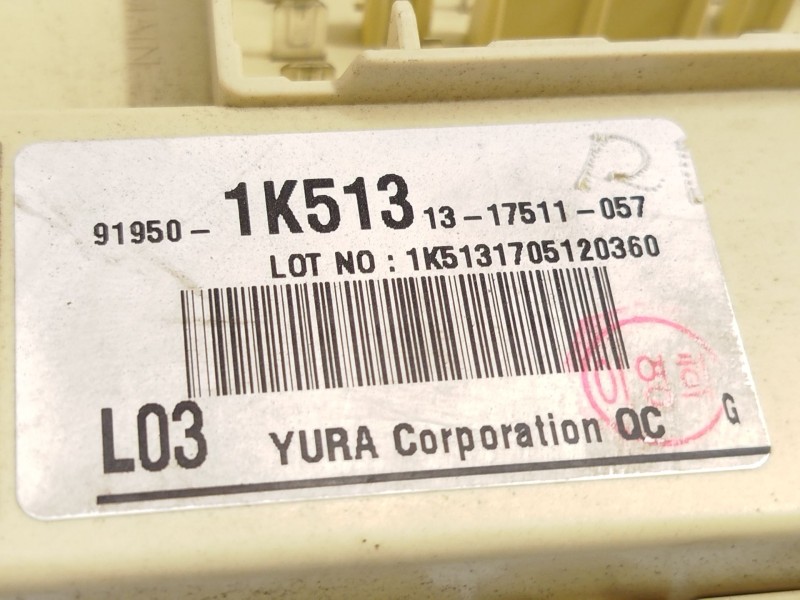 R
91950- 1K513 13-17511-057
LOT NO : 1K5131705120360
L03 YURA Corporation QC G